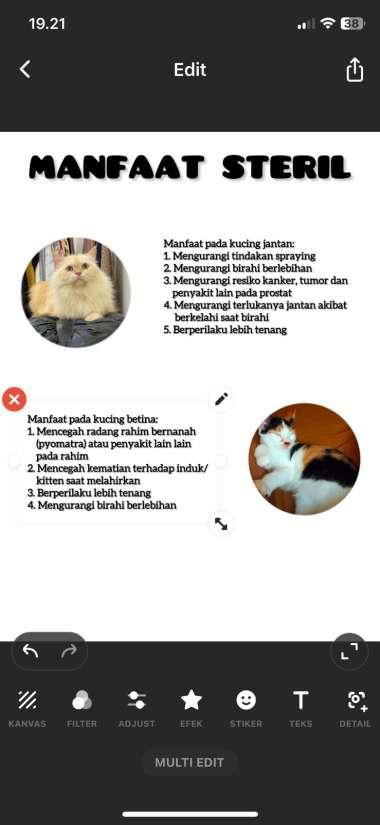 19.21
38
Edit
MANFAAT STERIL
Manfaat pada kucing jantan:
1. Mengurangi tindakan spraying
2. Mengurangi birahi berlebihan
3. Mengurangi resiko kanker, tumor dan
penyakit lain pada prostat
4. Mengurangi terlukanya jantan akibat
berkelahi saat birahi
5. Berperilaku lebih tenang
Manfaat pada kucing betina:
1. Mencegah radang rahim bernanah
(pyomatra) atau penyakit lain lain
pada rahim
2. Mencegah kematian terhadap induk/
kitten saat melahirkan
3. Berperilaku lebih tenang
4. Mengurangi birahi berlebihan
KANVAS
FILTER
ADJUST
EFEK
STIKER
TEKS
DETAIL
MULTI EDIT